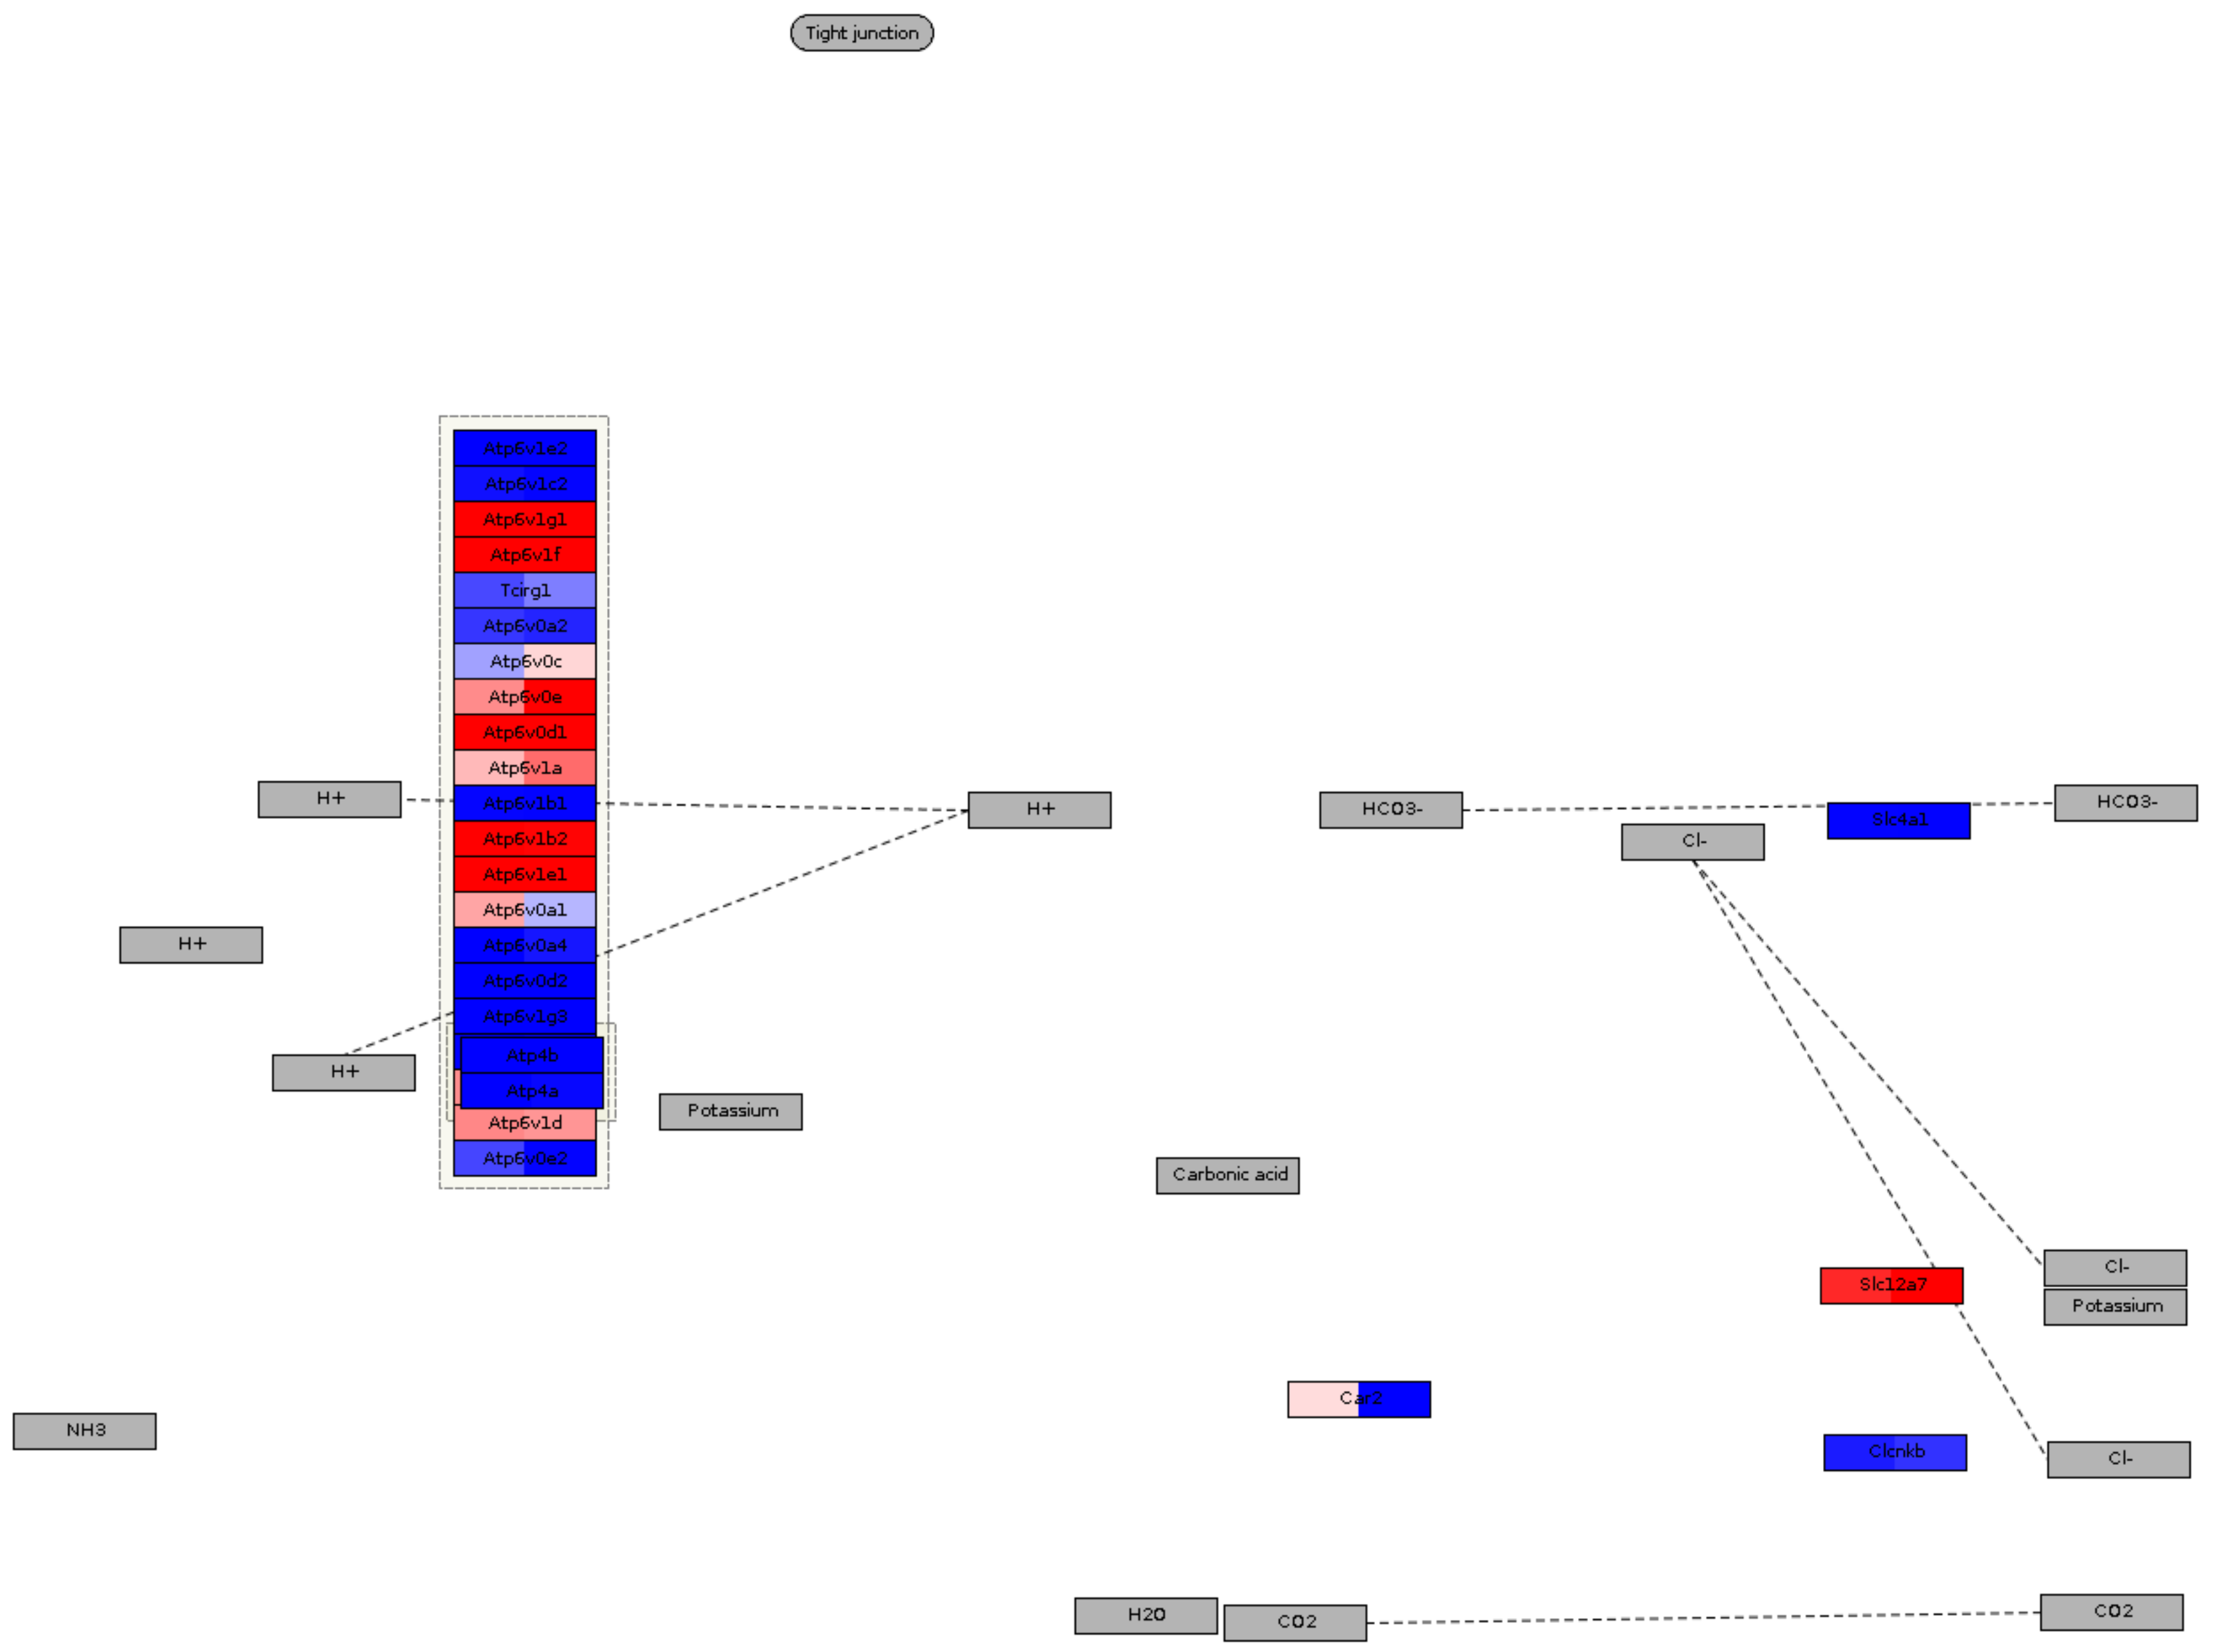 Tight junction
Atp6v1e2
Atp6v1c2
Atp6v1g1
Atp6v1f
Tcirg1
Atp6v0a2
Atp6v0c
Atp6v0e
Atp6v0d1
Atp6v1a
H+
Atp6v1b1
H+
HCO3-
HCO3-
Slc4a1
Atp6v1b2
Cl-
Atp6v1e1
Atp6v0a1
H+
Atp6v0a4
Atp6v0d2
Atp6v1g3
Atp4b
H+
Atp4a
Potassium
Atp6v1d
Atp6v0e2
Carbonic acid
Cl-
Slc12a7
Potassium
Car2
NH3
Clcnkb
Cl-
H2O
CO2
CO2